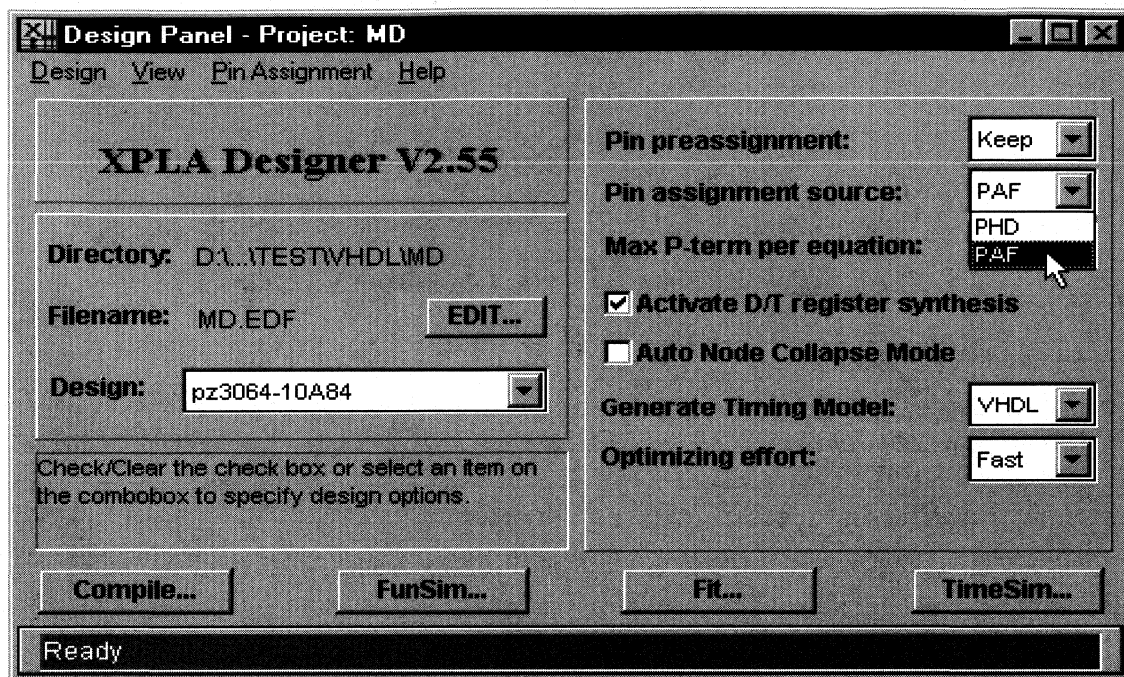 Design Panel - Project: MD
Design View Pin Assignment Help
XPLA Designer V2.55
Directory: D:\...\TEST\VHDL\MD
Filename: MD.EDF EDIT...
Design: pz3064-10A84
Check/Clear the check box or select an item on
the combobox to specify design options.
Pin preassignment: Keep
Pin assignment source: PAF
PHD
Max P-term per equation: PAF
Activate D/T register synthesis
Auto Node Collapse Mode
Generate Timing Model: VHDL
Optimizing effort: Fast
Compile... FunSim... Fit... TimeSim...
Ready